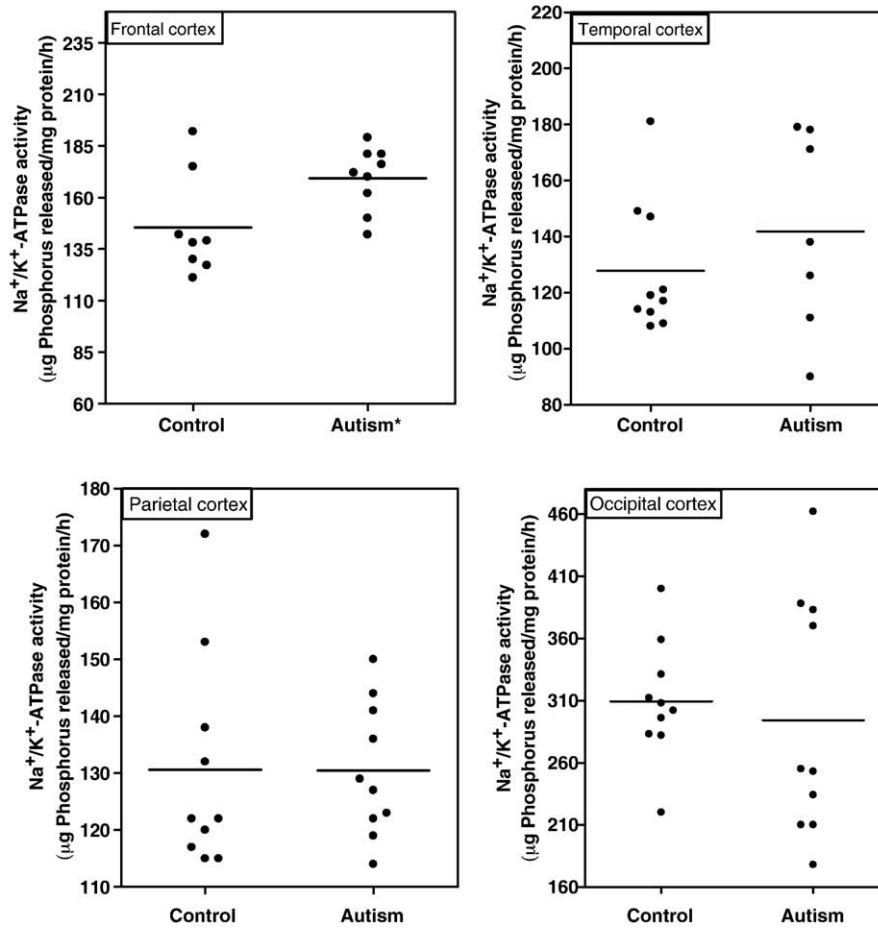 Frontal cortex
Na⁺/K⁺-ATPase activity
(μg Phosphorus released/mg protein/h)
235
210
185
160
135
110
85
60
Control
Autism*
Temporal cortex
Na⁺/K⁺-ATPase activity
(μg Phosphorus releaseed/mg protein/h)
220
200
180
160
140
120
100
80
Control
Autism
Parietal cortex
Na⁺/K⁺-ATPase activity
(μg Phosphorus released/mg protein/h)
180
170
160
150
140
130
120
110
Control
Autism
Occipital cortex
Na⁺/K⁺-ATPase activity
(μg Phosphorus released/mg protein/h)
460
410
360
310
260
210
160
Control
Autism